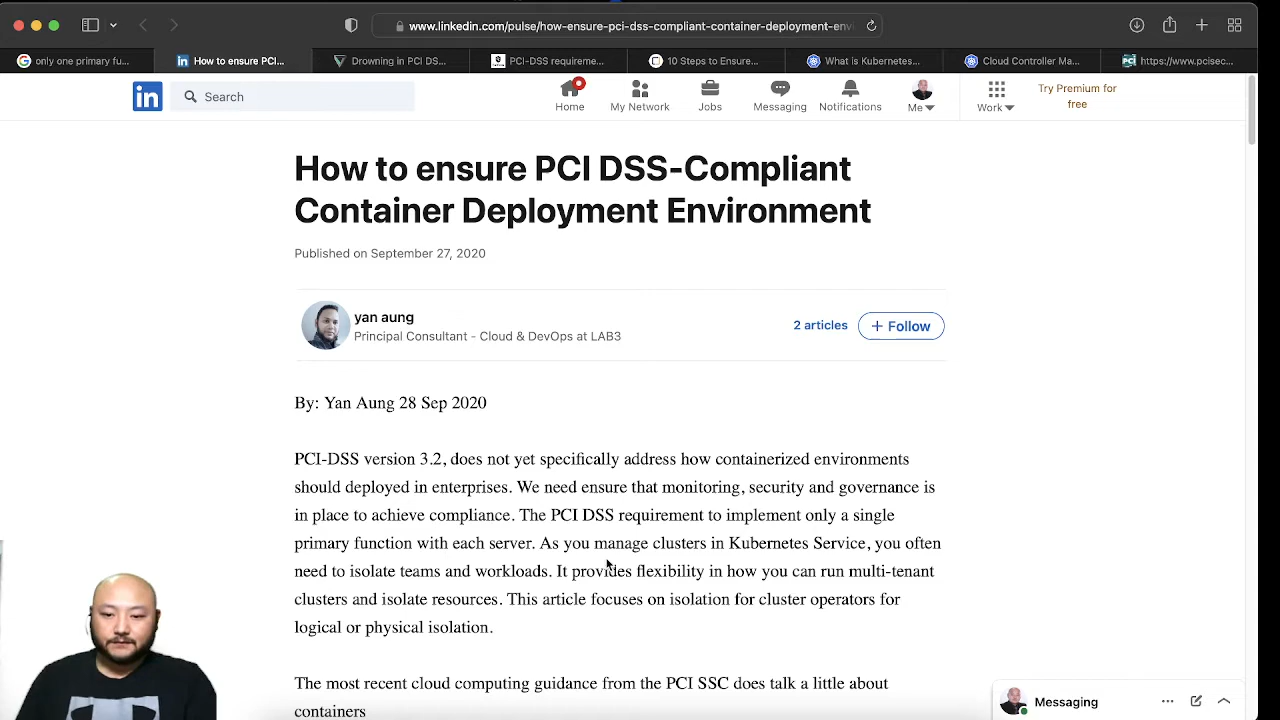 www.linkedin.com/pulse/how-ensure-pci-dss-compliant-container-deployment-env
only one primary fu...
How to ensure PCI...
Drowning in PCI DS...
PCI-DSS requireme...
10 Steps to Ensure...
What is Kubernetes...
Cloud Controller Ma...
https://www.pcisec...
in
Search
Home
My Network
Jobs
Messaging
Notifications
Me
Work
Try Premium for
free
How to ensure PCI DSS-Compliant
Container Deployment Environment
Published on September 27, 2020
yan aung
Principal Consultant - Cloud & DevOps at LAB3
2 articles
+ Follow
By: Yan Aung 28 Sep 2020
PCI-DSS version 3.2, does not yet specifically address how containerized environments
should deployed in enterprises. We need ensure that monitoring, security and governance is
in place to achieve compliance. The PCI DSS requirement to implement only a single
primary function with each server. As you manage clusters in Kubernetes Service, you often
need to isolate teams and workloads. It provides flexibility in how you can run multi-tenant
clusters and isolate resources. This article focuses on isolation for cluster operators for
logical or physical isolation.
The most recent cloud computing guidance from the PCI SSC does talk a little about
containers
Messaging